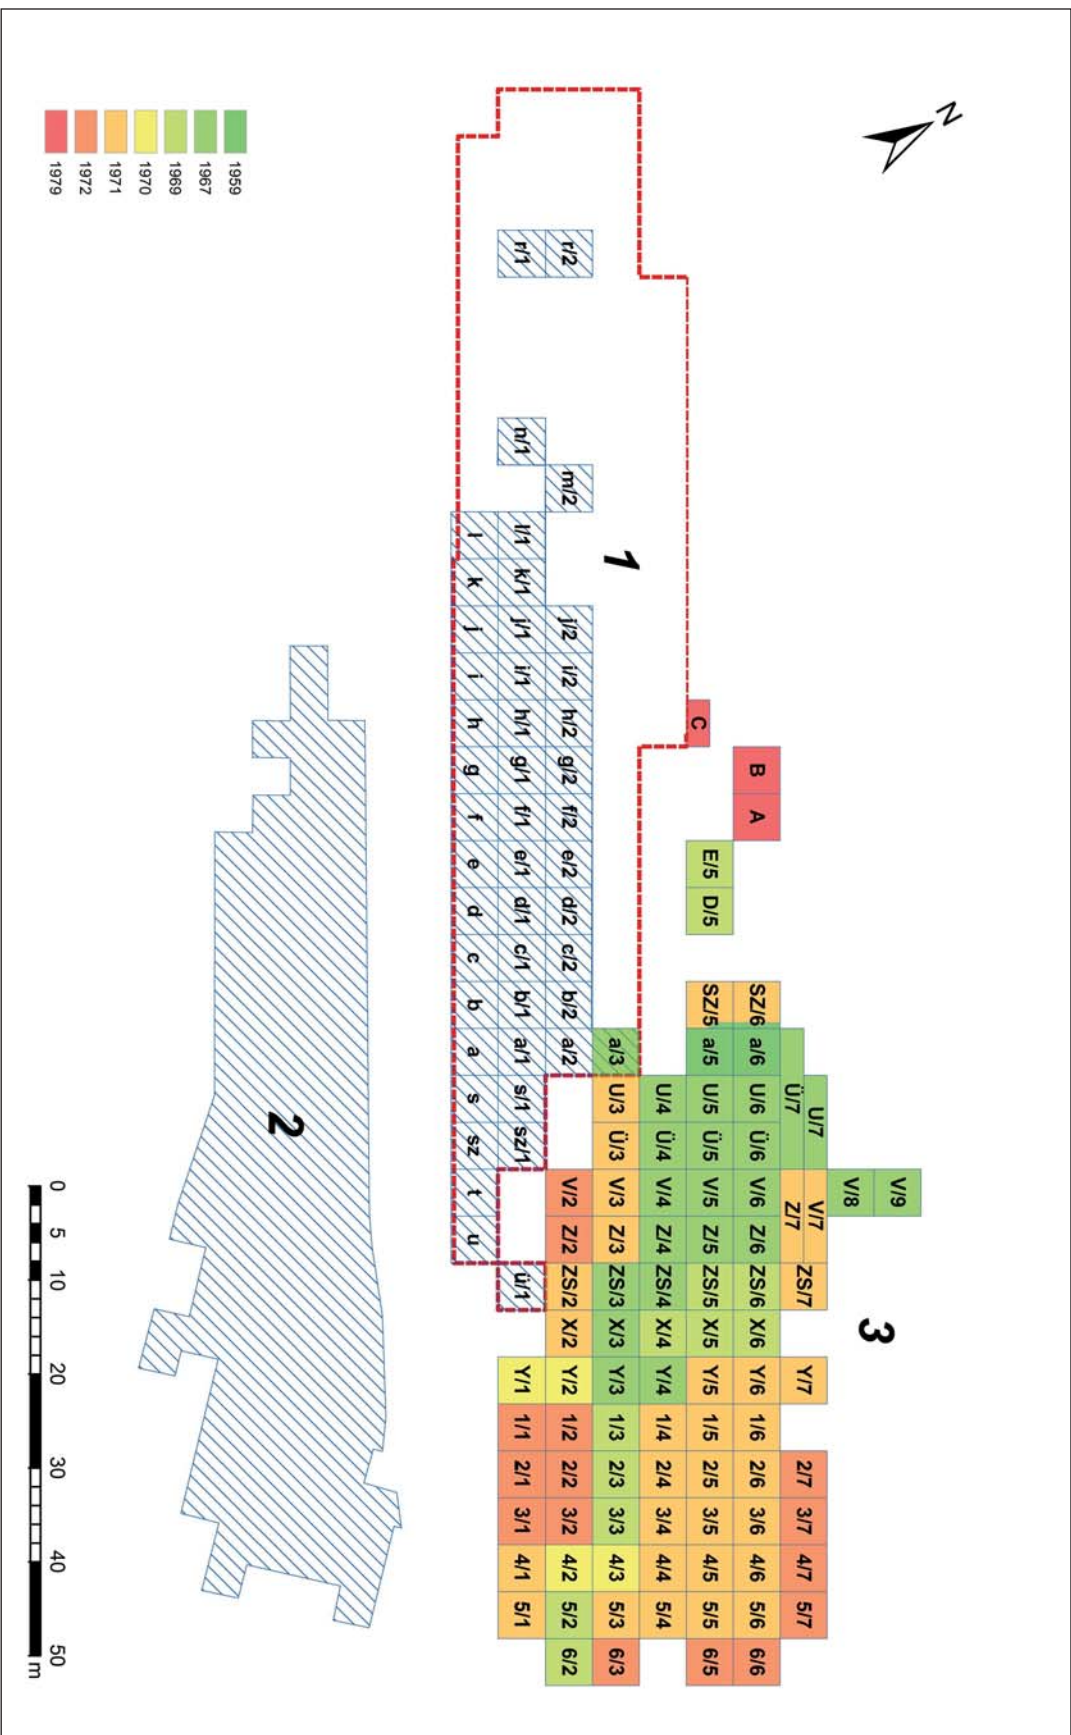 N
V/9
3
V/8
U/7 V/7
ZS/7 Y/7 2/7 3/7 4/7 5/7
Ü/7 Z/7
B A SZ/6 a/6 U/6 Ü/6 V/6 Z/6 ZS/6 X/6 Y/6 1/6 2/6 3/6 4/6 5/6 6/6
E/5 D/5 SZ/5 a/5 U/5 Ü/5 V/5 Z/5 ZS/5 X/5 Y/5 1/5 2/5 3/5 4/5 5/5 6/5
C
U/4 Ü/4 V/4 Z/4 ZS/4 X/4 Y/4 1/4 2/4 3/4 4/4 5/4
1
a/3 U/3 Ü/3 V/3 Z/3 ZS/3 X/3 Y/3 1/3 2/3 3/3 4/3 5/3 6/3
r/2 m/2 j/2 i/2 h/2 g/2 f/2 e/2 d/2 c/2 b/2 a/2 V/2 Z/2 ZS/2 X/2 Y/2 1/2 2/2 3/2 4/2 5/2 6/2
r/1 n/1 l/1 k/1 j/1 i/1 h/1 g/1 f/1 e/1 d/1 c/1 b/1 a/1 s/1 sz/1 ü/1 Y/1 1/1 2/1 3/1 4/1 5/1
l k j i h g f e d c b a s sz t u
2
1959
1967
1969
1970
1971
1972
1979
0 5 10 20 30 40 50
m